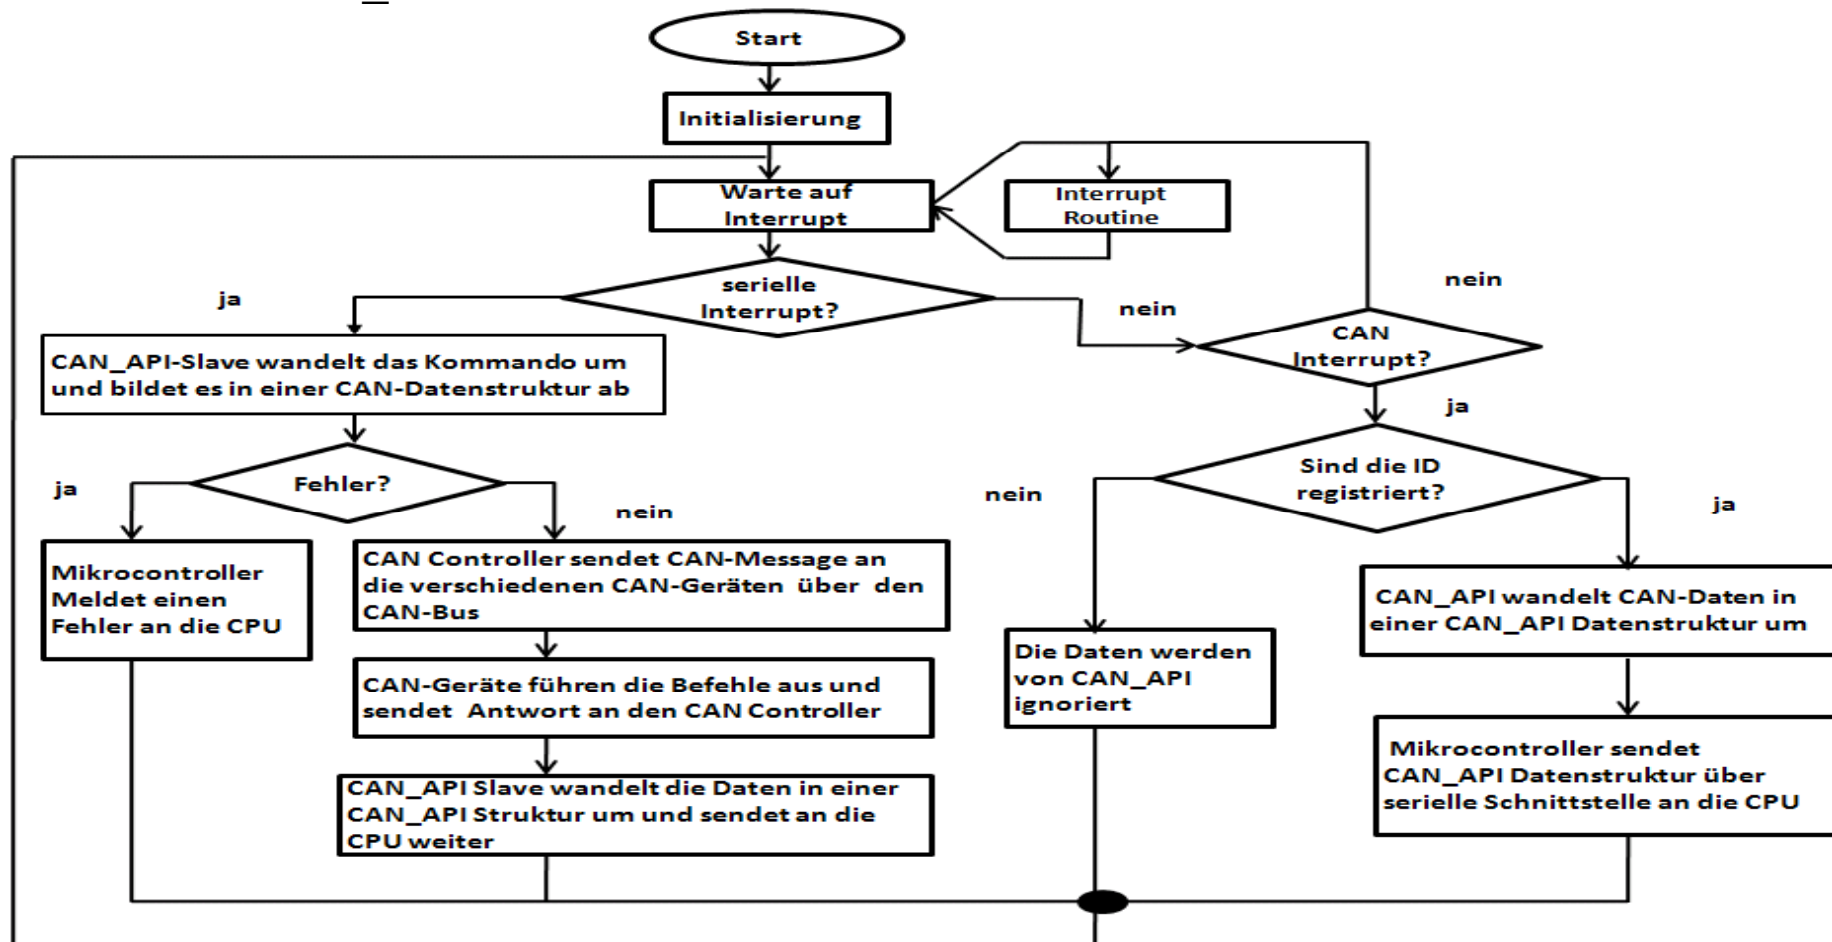 Start
Initialisierung
Warte auf
Interrupt
Interrupt
Routine
serielle
Interrupt?
ja
nein
nein
CAN
Interrupt?
CAN_API-Slave wandelt das Kommando um
und bildet es in einer CAN-Datenstruktur ab
ja
Fehler?
ja
nein
Sind die ID
registriert?
nein
ja
Mikrocontroller
Meldet einen
Fehler an die CPU
CAN Controller sendet CAN-Message an
die verschiedenen CAN-Geräten über den
CAN-Bus
CAN_API wandelt CAN-Daten in
einer CAN_API Datenstruktur um
Die Daten werden
von CAN_API
ignoriert
CAN-Geräte führen die Befehle aus und
sendet Antwort an den CAN Controller
Mikrocontroller sendet
CAN_API Datenstruktur über
serielle Schnittstelle an die CPU
CAN_API Slave wandelt die Daten in einer
CAN_API Struktur um und sendet an die
CPU weiter